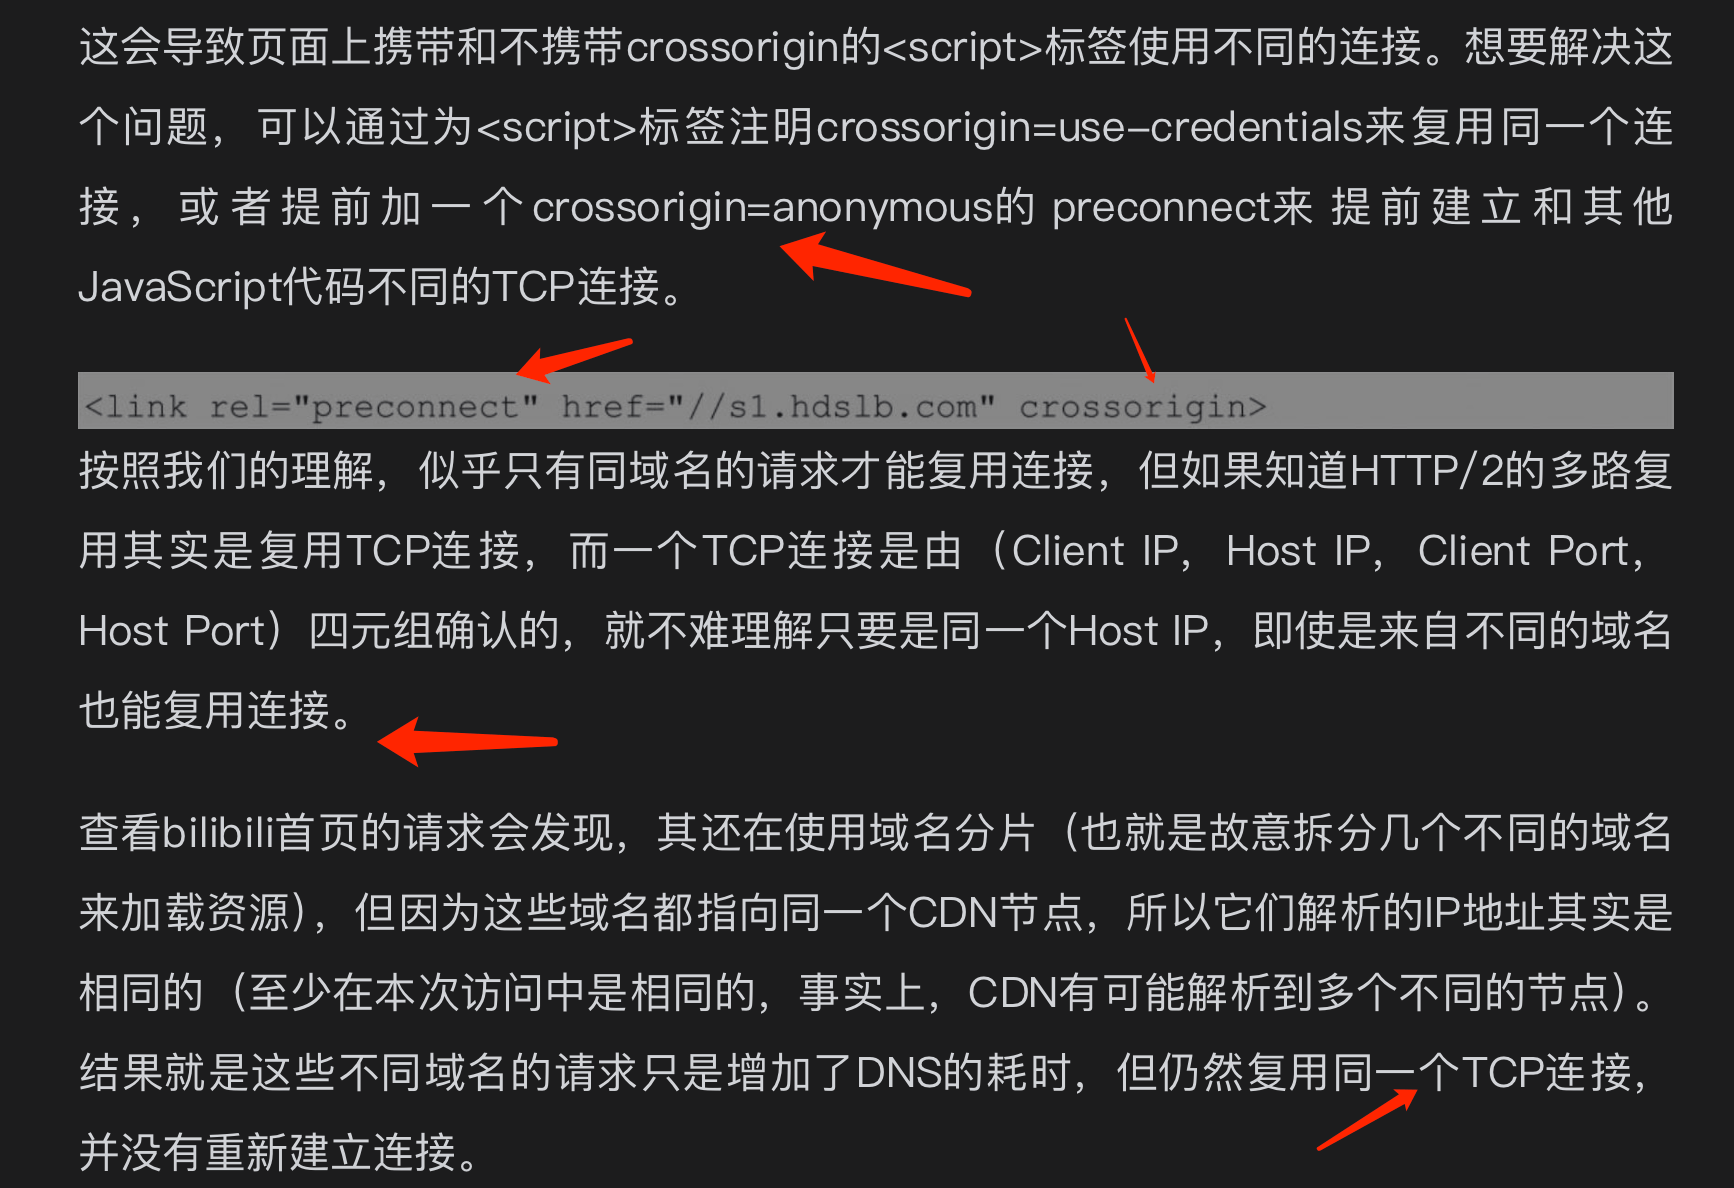 这会导致页面上携带和不携带crossorigin的<script>标签使用不同的连接。想要解决这
个问题，可以通过为<script>标签注明crossorigin=use-credentials来复用同一个连
接，或者提前加一个crossorigin=anonymous的 preconnect来 提前建立和其他
JavaScript代码不同的TCP连接。
<link rel="preconnect" href="//s1.hdslb.com" crossorigin>
按照我们的理解，似乎只有同域名的请求才能复用连接，但如果知道HTTP/2的多路复
用其实是复用TCP连接，而一个TCP连接是由（Client IP，Host IP，Client Port，
Host Port）四元组确认的，就不难理解只要是同一个Host IP，即使是来自不同的域名
也能复用连接。
查看bilibili首页的请求会发现，其还在使用域名分片（也就是故意拆分几个不同的域名
来加载资源），但因为这些域名都指向同一个CDN节点，所以它们解析的IP地址其实是
相同的（至少在本次访问中是相同的，事实上，CDN有可能解析到多个不同的节点）。
结果就是这些不同域名的请求只是增加了DNS的耗时，但仍然复用同一个TCP连接，
并没有重新建立连接。